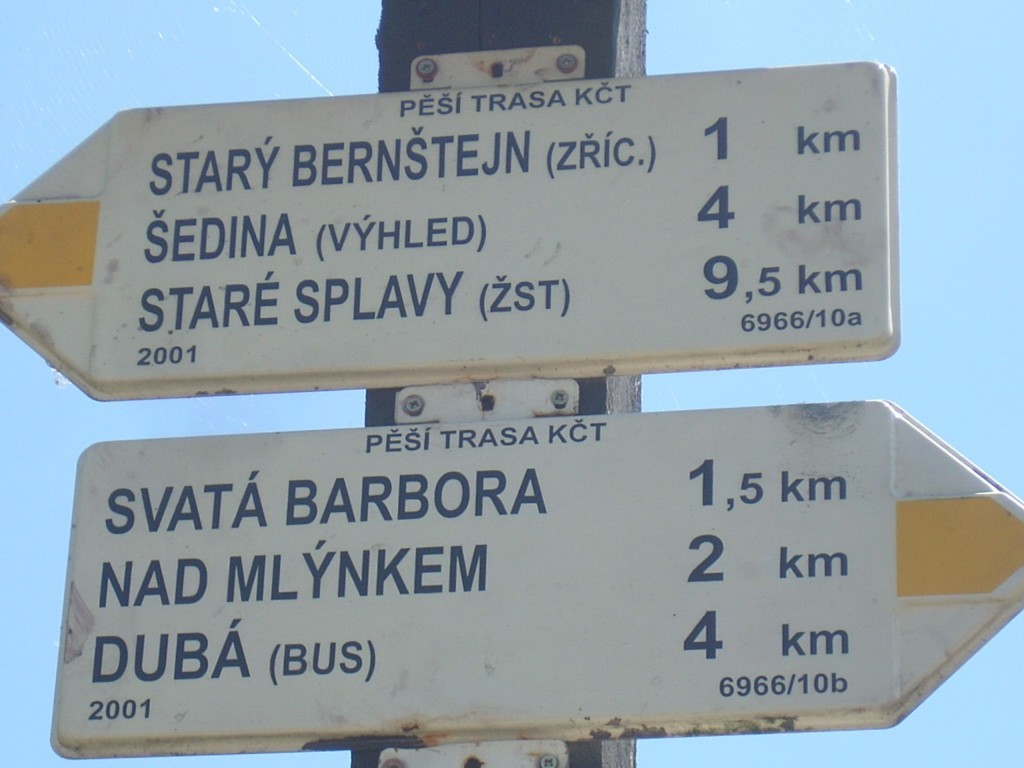 PĚŠÍ TRASA KČT
STARÝ BERNŠTEJN (ZŘÍC.) 1 km
ŠEDINA (VÝHLED) 4 km
STARÉ SPLAVY (ŽST) 9,5 km
2001 6966/10a
PĚŠÍ TRASA KČT
SVATÁ BARBORA 1,5 km
NAD MLÝNKEM 2 km
DUBÁ (BUS) 4 km
2001 6966/10b